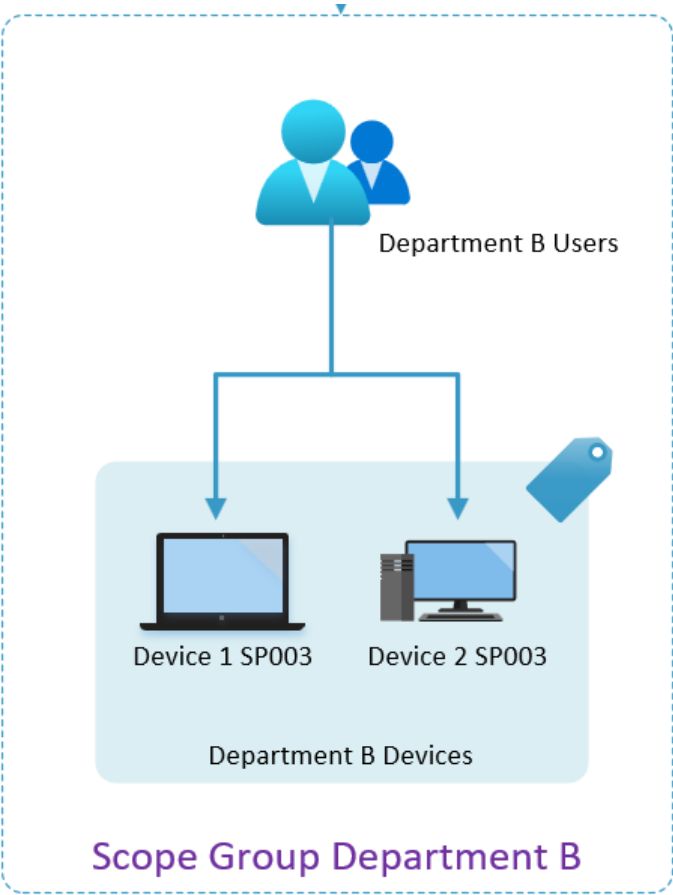 Department B Users
Device 1 SP003
Device 2 SP003
Department B Devices
Scope Group Department B